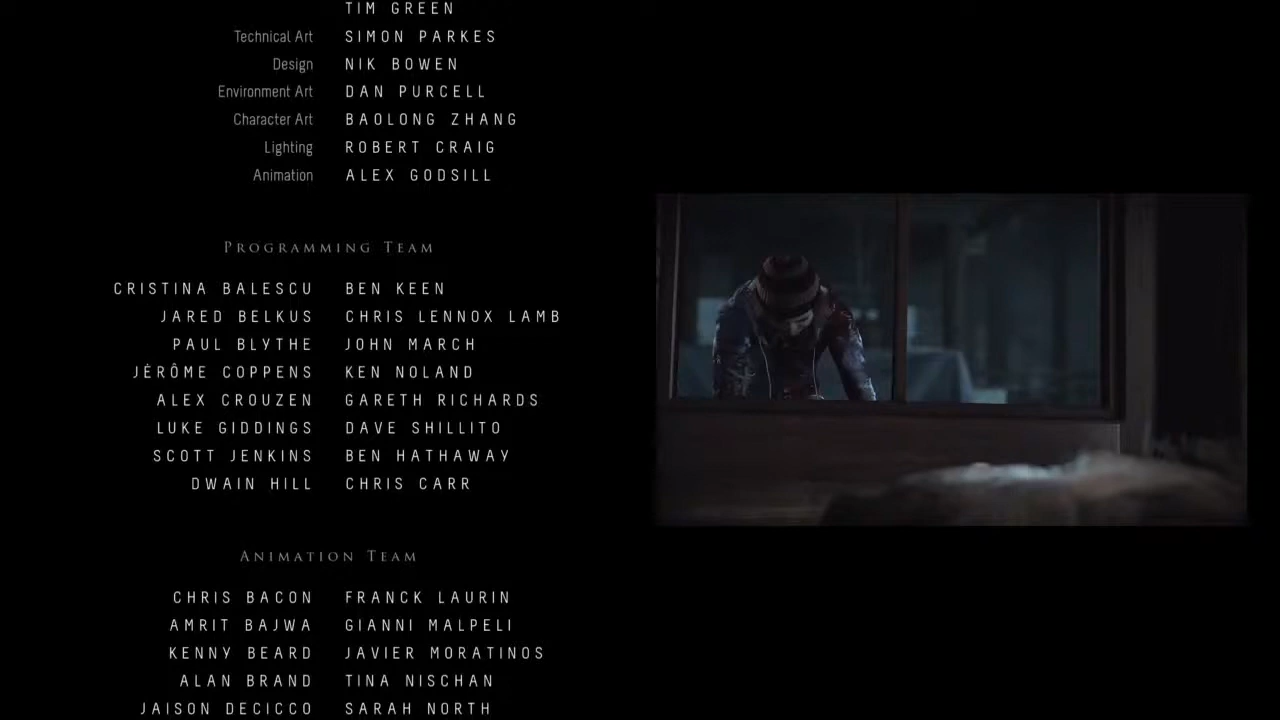 TIM GREEN
Technical Art SIMON PARKES
Design NIK BOWEN
Environment Art DAN PURCELL
Character Art BAOLONG ZHANG
Lighting ROBERT CRAIG
Animation ALEX GODSILL
PROGRAMMING TEAM
CRISTINA BALESCU BEN KEEN
JARED BELKUS CHRIS LENNOX LAMB
PAUL BLYTHE JOHN MARCH
JÉRÔME COPPENS KEN NOLAND
ALEX CROUZEN GARETH RICHARDS
LUKE GIDDINGS DAVE SHILLITO
SCOTT JENKINS BEN HATHAWAY
DWAIN HILL CHRIS CARR
ANIMATION TEAM
CHRIS BACON FRANCK LAURIN
AMRIT BAJWA GIANNI MALPELI
KENNY BEARD JAVIER MORATINOS
ALAN BRAND TINA NISCHAN
JAISON DECICCO SARAH NORTH